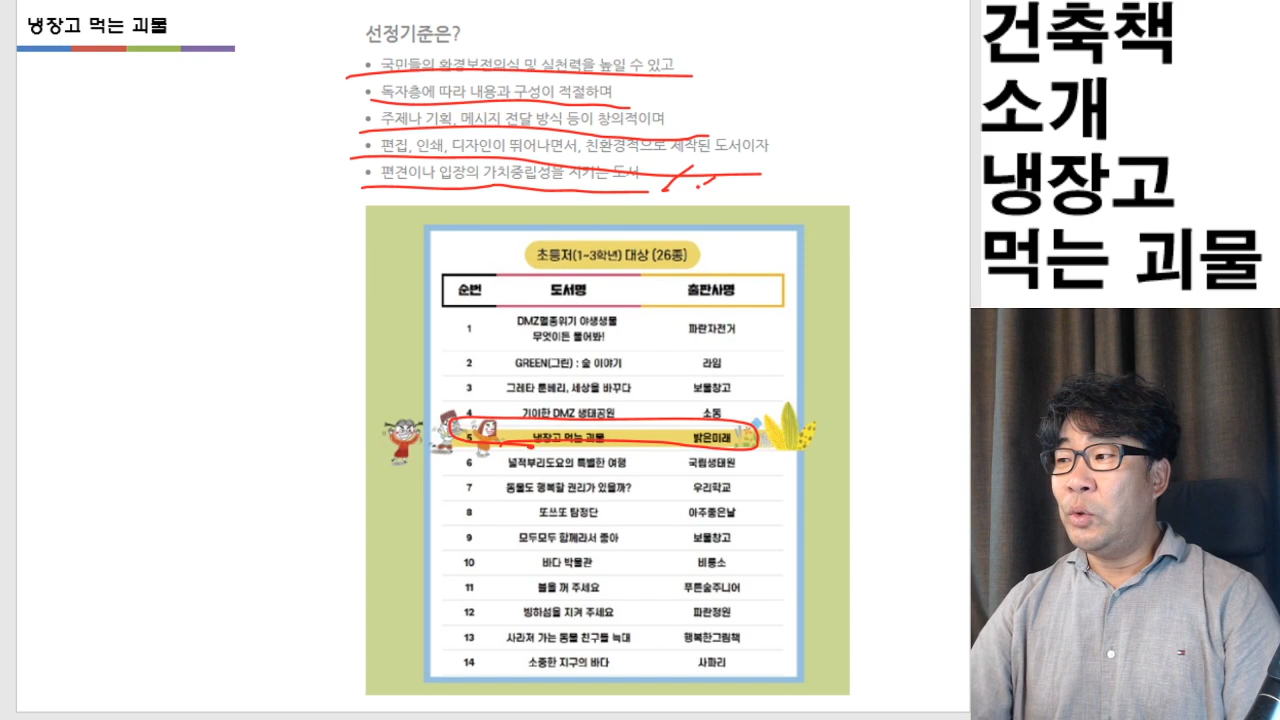 냉장고 먹는 괴물
선정기준은?
국민들의 환경보전의식 및 실천력을 높일 수 있고
독자층에 따라 내용과 구성이 적절하며
주제나 기획, 메시지 전달 방식 등이 창의적이며
편집, 인쇄, 디자인이 뛰어나면서, 친환경적으로 제작된 도서이자
편견이나 입장의 가치중립성을 지키는 도서
초등저(1~3학년) 대상 (26종)
순번 도서명 출판사명
1 DMZ멸종위기 야생생물 무엇이든 물어봐! 파란자전거
2 GREEN(그린) : 숲 이야기 라임
3 그레타 툰베리, 세상을 바꾸다 보물창고
4 기이한 DMZ 생태공원 소동
5 냉장고 먹는 괴물 밝은미래
6 넓적부리도요의 특별한 여행 국립생태원
7 동물도 행복할 권리가 있을까? 우리학교
8 또쓰또 탐정단 아주좋은날
9 모두모두 함께라서 좋아 보물창고
10 바다 박물관 비룡소
11 불을 꺼 주세요 푸른숲주니어
12 빙하섬을 지켜 주세요 파란정원
13 사라져 가는 동물 친구들 늑대 행복한그림책
14 소중한 지구의 바다 사파리
건축책
소개
냉장고
먹는 괴물